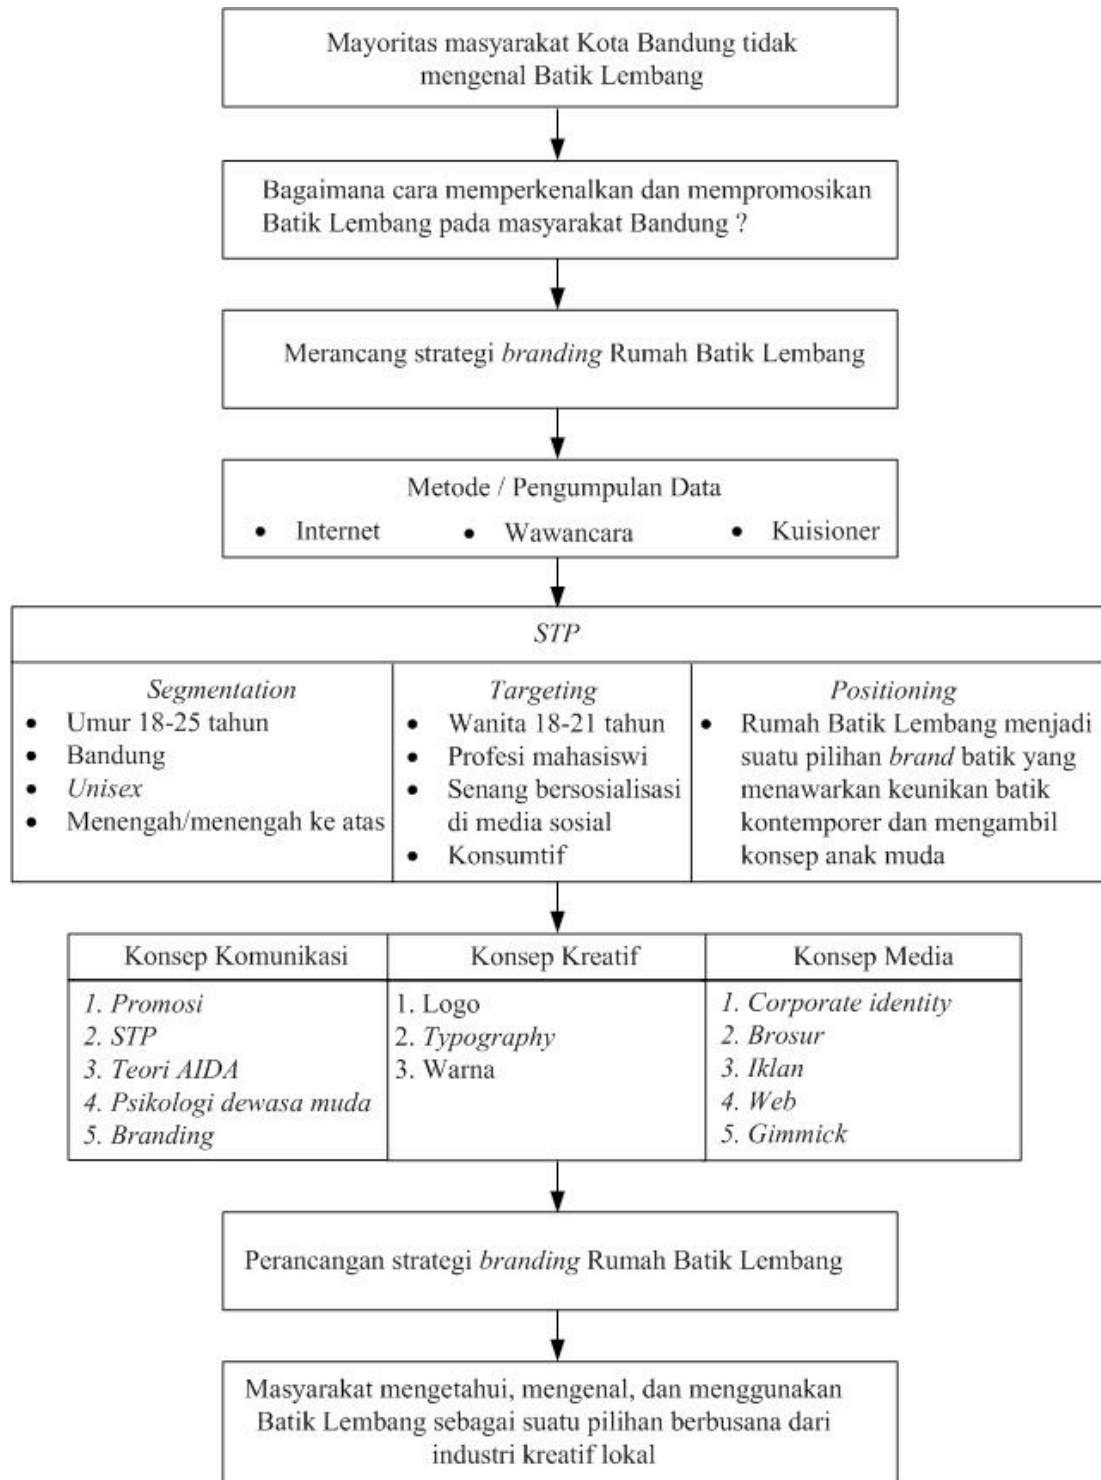 Mayoritas masyarakat Kota Bandung tidak
mengenal Batik Lembang
Bagaimana cara memperkenalkan dan mempromosikan
Batik Lembang pada masyarakat Bandung ?
Merancang strategi branding Rumah Batik Lembang
Metode / Pengumpulan Data
• Internet • Wawancara • Kuisioner
STP
Segmentation
• Umur 18-25 tahun
• Bandung
• Unisex
• Menengah/menengah ke atas
Targeting
• Wanita 18-21 tahun
• Profesi mahasiswi
• Senang bersosialisasi
di media sosial
• Konsumtif
Positioning
• Rumah Batik Lembang menjadi
suatu pilihan brand batik yang
menawarkan keunikan batik
kontemporer dan mengambil
konsep anak muda
Konsep Komunikasi
1. Promosi
2. STP
3. Teori AIDA
4. Psikologi dewasa muda
5. Branding
Konsep Kreatif
1. Logo
2. Typography
3. Warna
Konsep Media
1. Corporate identity
2. Brosur
3. Iklan
4. Web
5. Gimmick
Perancangan strategi branding Rumah Batik Lembang
Masyarakat mengetahui, mengenal, dan menggunakan
Batik Lembang sebagai suatu pilihan berbusana dari
industri kreatif lokal